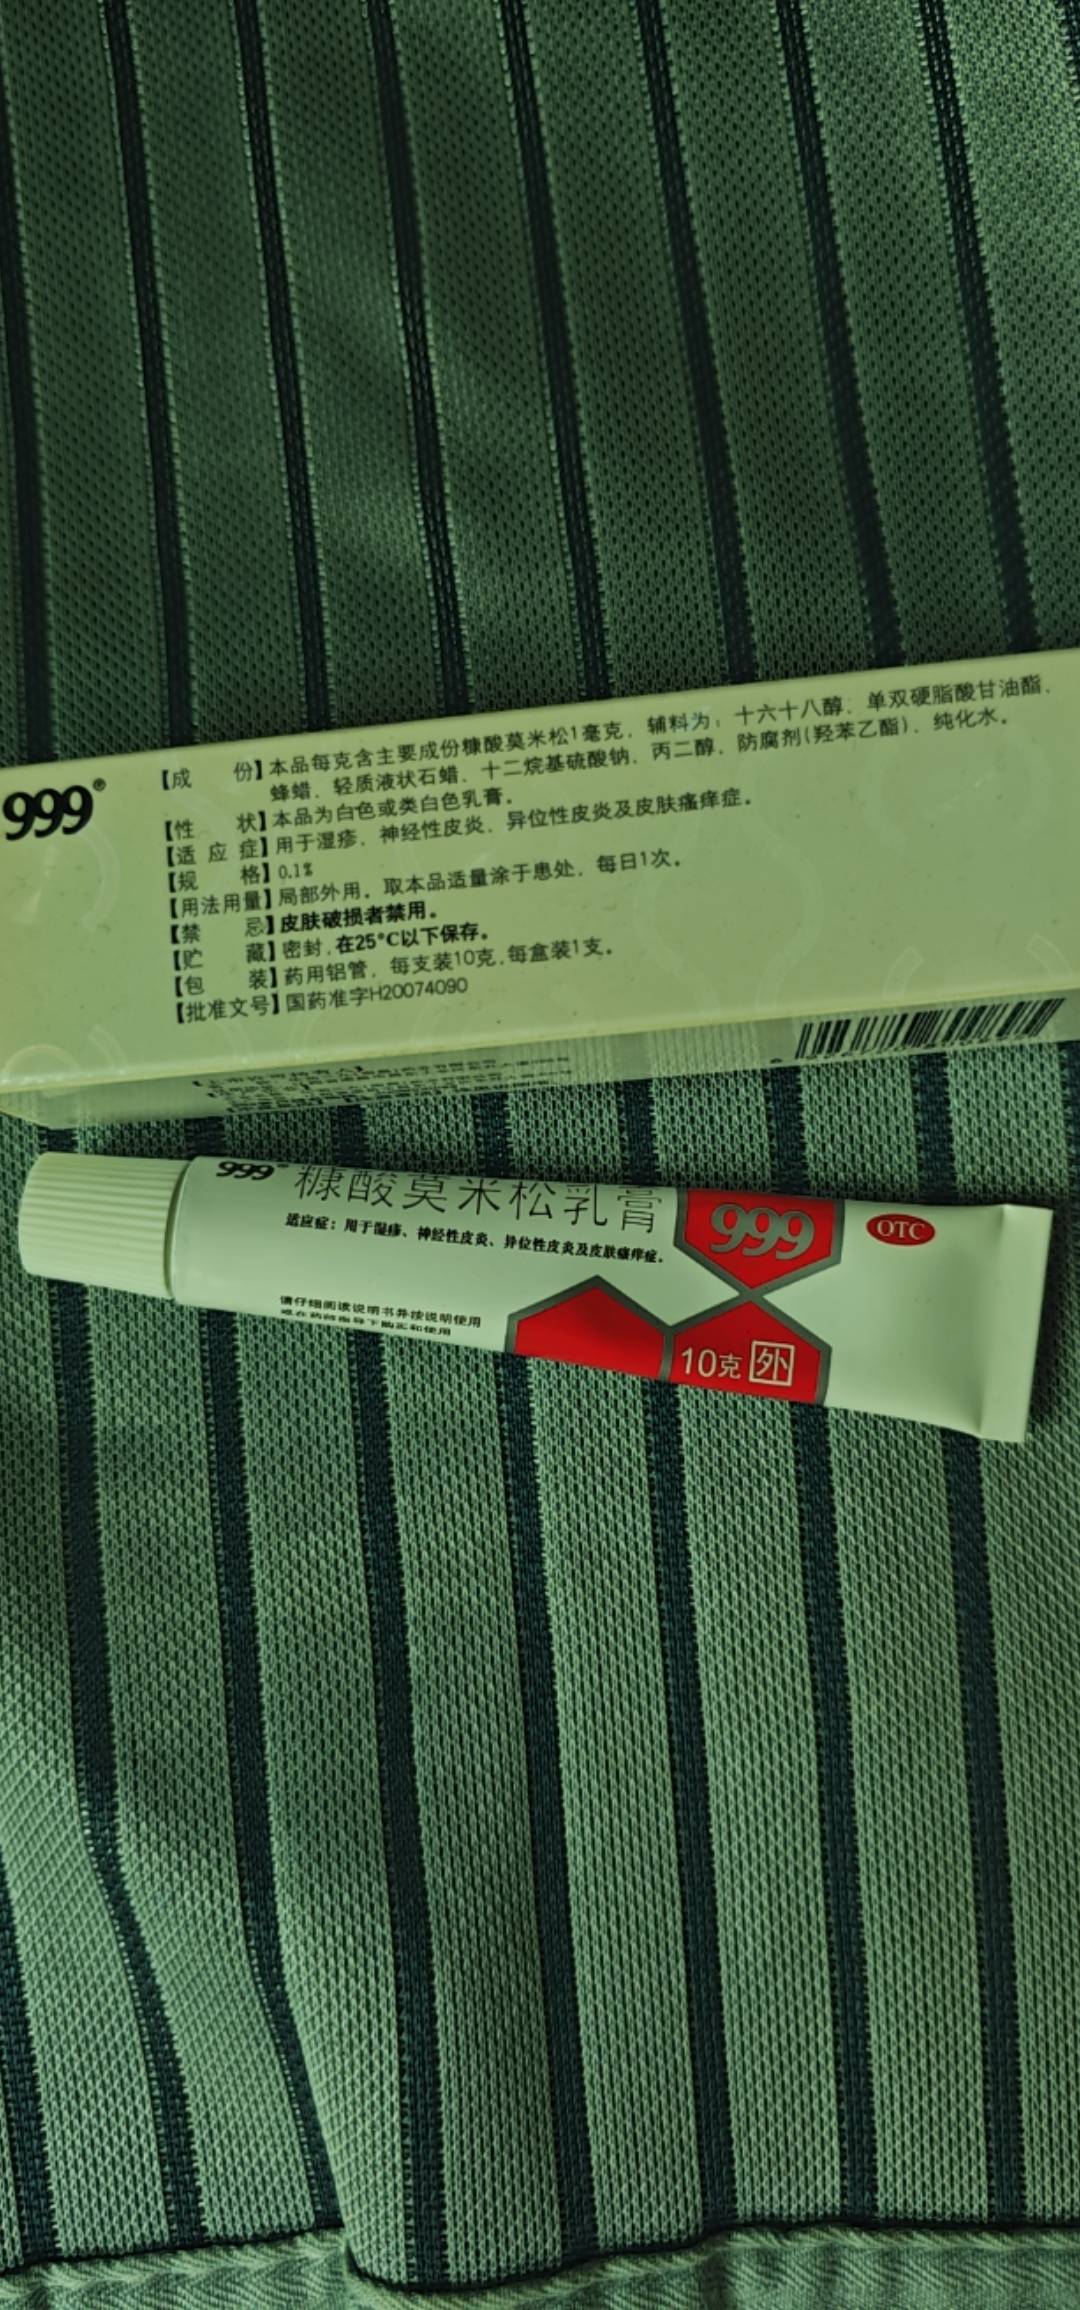 999®
【成 份】本品每克含主要成份糠酸莫米松1毫克，辅料为：十六十八醇、单双硬脂酸甘油酯、
蜂蜡、轻质液状石蜡、十二烷基硫酸钠、丙二醇、防腐剂(羟苯乙酯)、纯化水。
【性 状】本品为白色或类白色乳膏。
【适应症】用于湿疹、神经性皮炎、异位性皮炎及皮肤瘙痒症。
【规 格】0.1%
【用法用量】局部外用。取本品适量涂于患处，每日1次。
【禁 忌】皮肤破损者禁用。
【贮 藏】密封，在25°C以下保存。
【包 装】药用铝管，每支装10克，每盒装1支。
【批准文号】国药准字H20074090
999® 糠酸莫米松乳膏
适应症：用于湿疹、神经性皮炎、异位性皮炎及皮肤瘙痒症。
请仔细阅读说明书并按说明使用
或在药师指导下购买和使用
999
OTC
10克 外